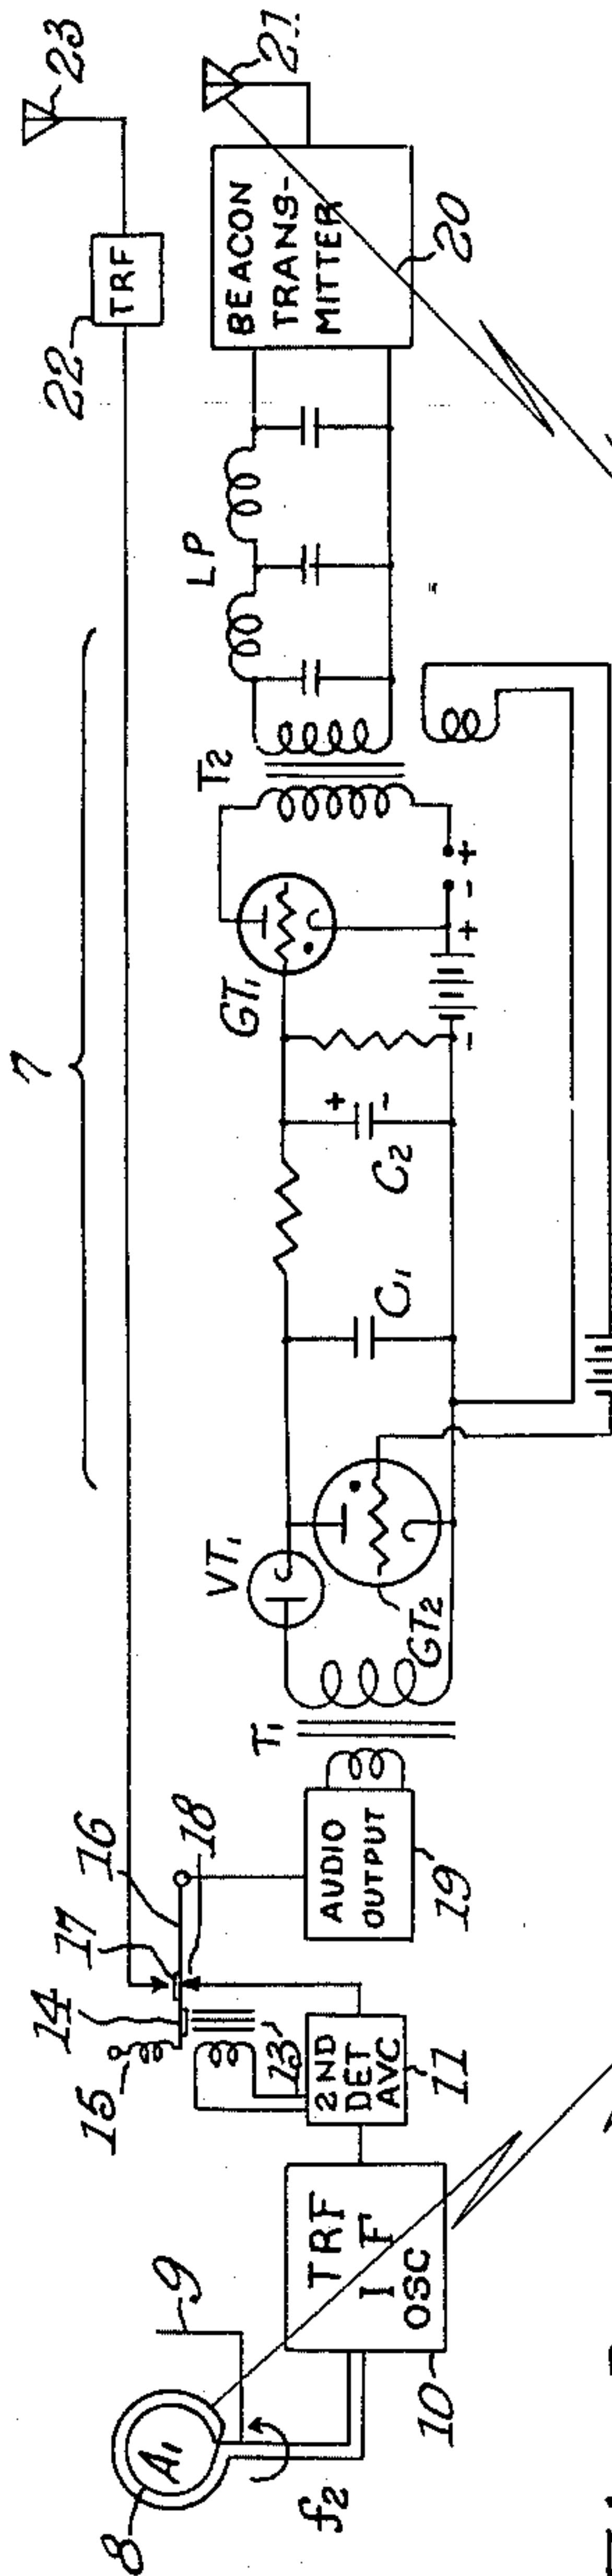 7
23
22
TRF
21
BEACON
TRANS-
MITTER
20
LP
T2
GT1
+
-
+
-
+
-
C2
C1
VT1
GT2
T1
16
17
18
14
15
13
AUDIO
OUTPUT
19
2ND
DET
AVC
11
TRF
IF
OSC
10
9
A1
8
f2